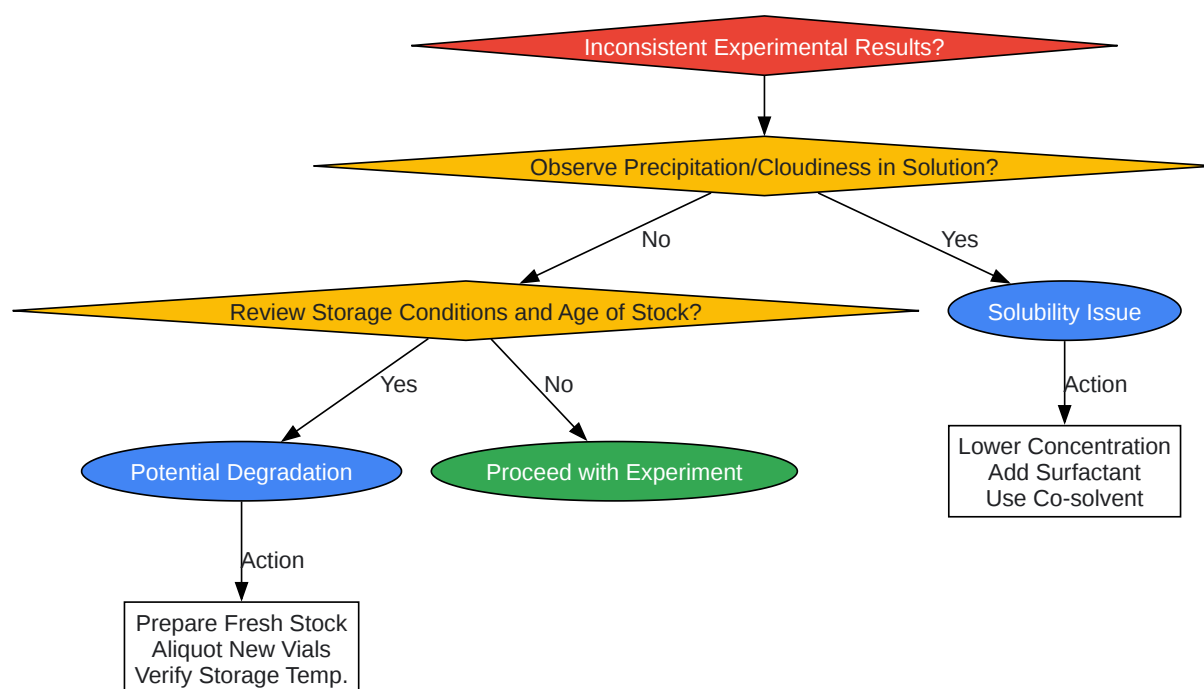 Inconsistent Experimental Results?
Observe Precipitation/Cloudiness in Solution?
No
Yes
Review Storage Conditions and Age of Stock?
Solubility Issue
Yes
No
Action
Potential Degradation
Proceed with Experiment
Lower Concentration
Add Surfactant
Use Co-solvent
Action
Prepare Fresh Stock
Aliquot New Vials
Verify Storage Temp.